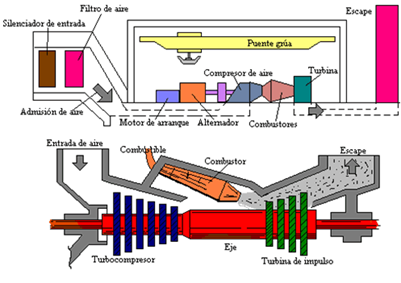 Silenciador de entrada
Filtro de aire
Escape
Puente grúa
Compresor de aire
Turbina
Admisión de aire
Motor de arranque
Alternador
Combustores
Entrada de aire
Combustible
Combustor
Escape
Turbocompresor
Eje
Turbina de impulso